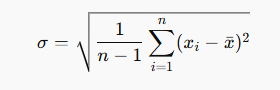 σ = √(1/(n − 1) ∑_{i=1}^{n} (x_i − x̄)²)